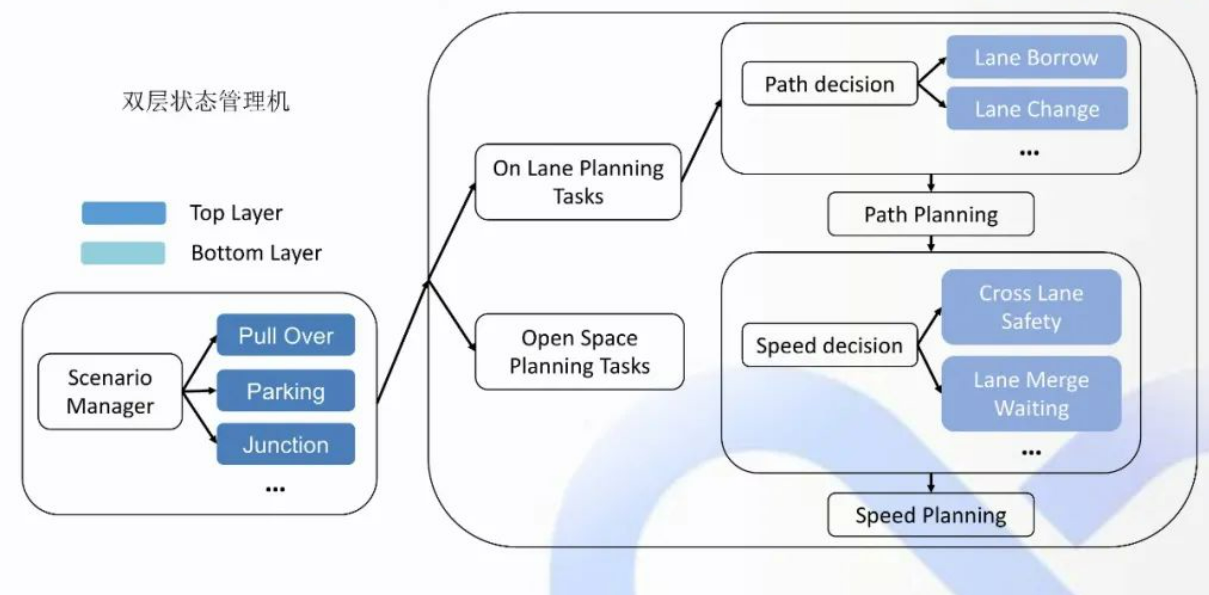 双层状态管理机
Top Layer
Bottom Layer
Scenario
Manager
Pull Over
Parking
Junction
...
On Lane Planning
Tasks
Open Space
Planning Tasks
Path decision
Lane Borrow
Lane Change
...
Path Planning
Speed decision
Cross Lane
Safety
Lane Merge
Waiting
...
Speed Planning